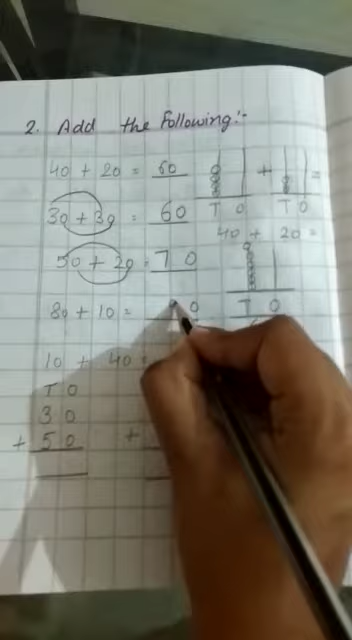 2. Add the following:-
40 + 20 = 60
+ =
T O T O
30 + 30 = 60
40 + 20 =
50 + 20 = 70
T O
80 + 10 = 0
10 + 40 =
T O
3 0
+ 5 0 +